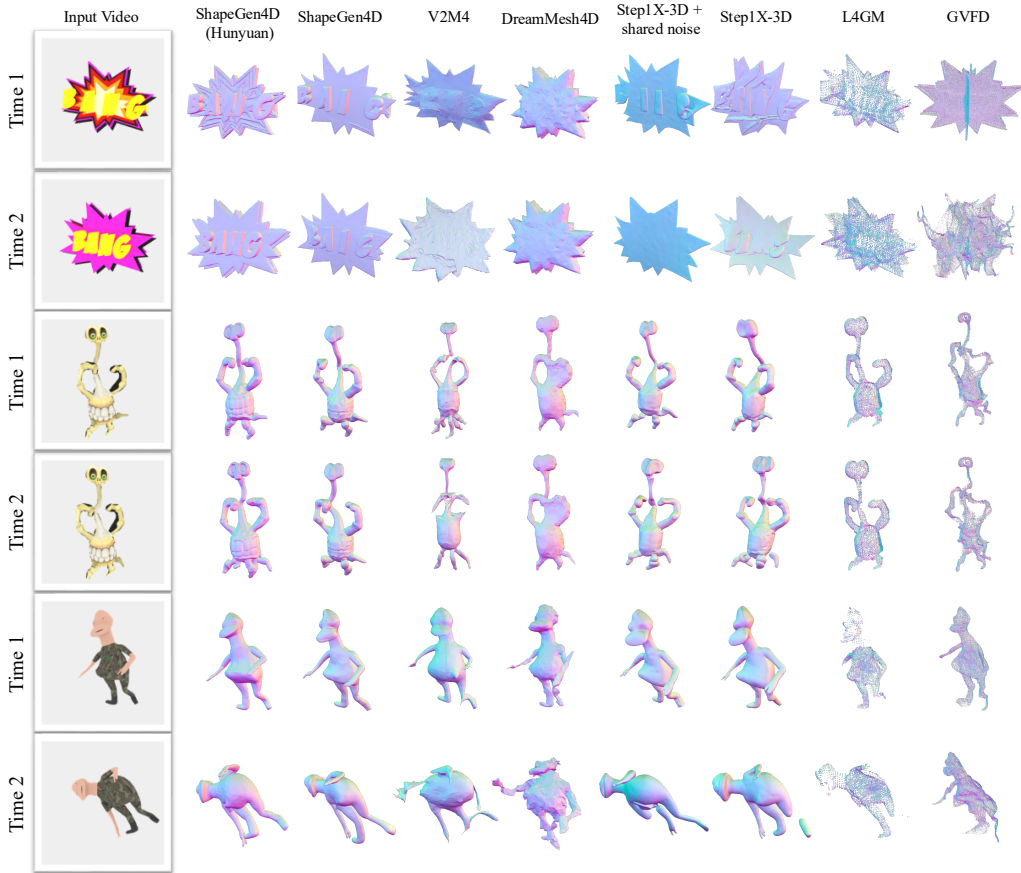 Input Video
ShapeGen4D
(Hunyuan)
ShapeGen4D
V2M4
DreamMesh4D
Step1X-3D +
shared noise
Step1X-3D
L4GM
GVFD
Time 1
Time 2
BANG
Time 1
Time 2
Time 1
Time 2